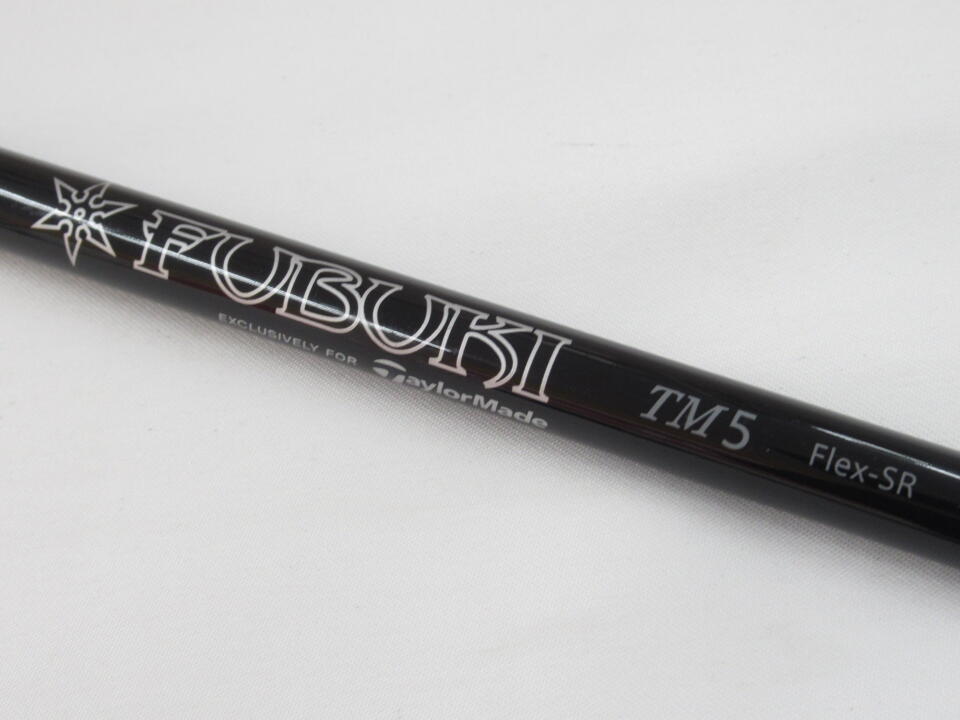 FUBUKI
EXCLUSIVELY FOR TaylorMade
TM5 Flex-SR